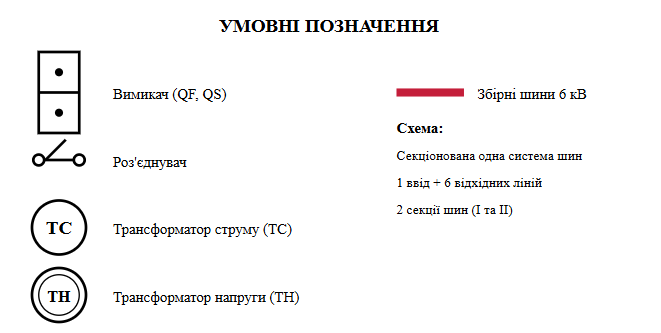 УМОВНІ ПОЗНАЧЕННЯ
Вимикач (QF, QS)
Роз'єднувач
ТС
Трансформатор струму (ТС)
ТН
Трансформатор напруги (ТН)
Збірні шини 6 кВ
Схема:
Секціонована одна система шин
1 ввід + 6 відхідних ліній
2 секції шин (І та ІІ)